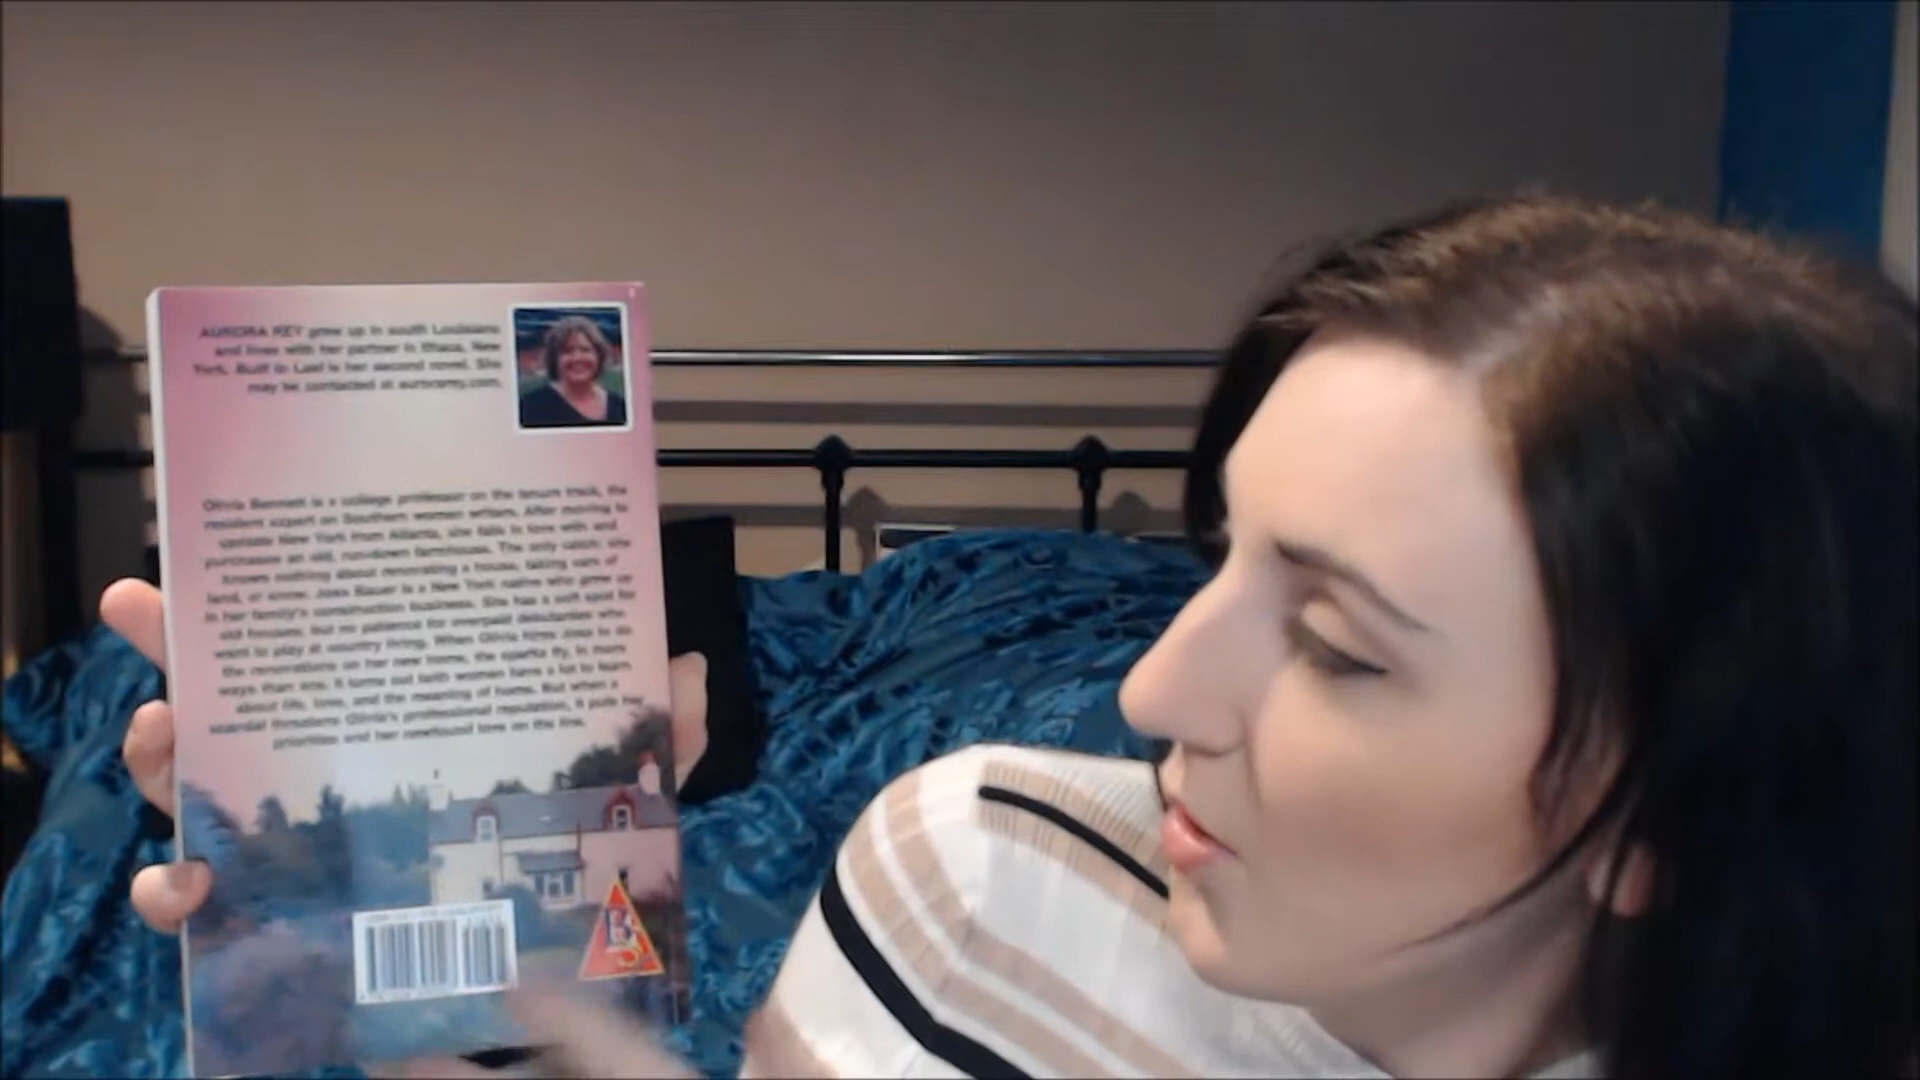 AURORA REY grew up in south Louisiana
and lives with her partner in Ithaca, New
York. Built to Last is her second novel. She
may be contacted at aurorarey.com.
Olivia Bennett is a college professor on the tenure track, the
resident expert on Southern women writers. After moving to
upstate New York from Atlanta, she falls in love with and
purchases an old, rundown farmhouse. The only catch: she
knows nothing about renovating a house, taking care of
land, or snow. Joss Bauer is a New York native who grew up
in her family's construction business. She has a soft spot for
old houses, but no patience for overpaid debutantes who
want to play at country living. When Olivia hires Joss to do
the renovations on her new home, the sparks fly, in more
ways than one. It turns out both women have a lot to learn
about life, love, and the meaning of home. But when a
scandal threatens Olivia's professional reputation, it puts her
priorities and her newfound love on the line.
BS